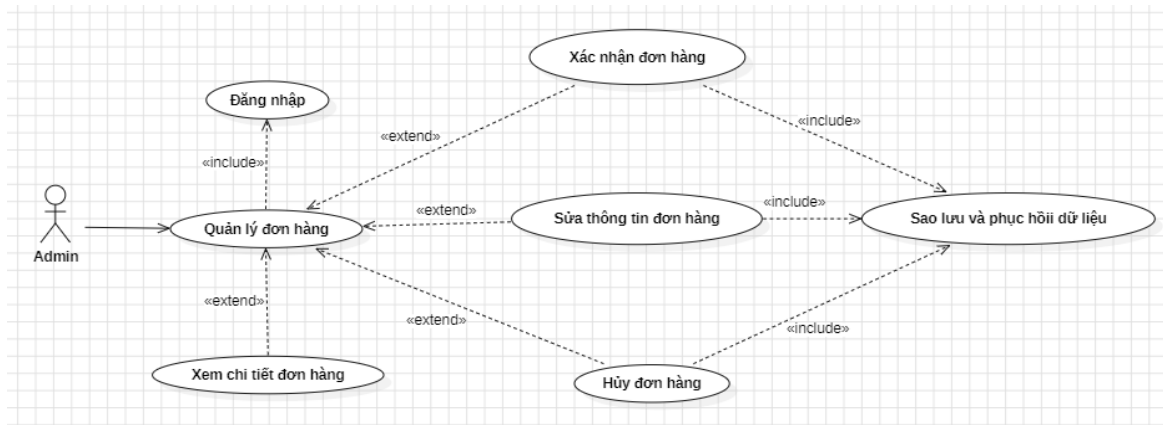 Xác nhận đơn hàng
Đăng nhập
«extend»
«include»
«include»
Admin
Quản lý đơn hàng
«extend»
Sửa thông tin đơn hàng
«include»
Sao lưu và phục hồii dữ liệu
«extend»
«extend»
«include»
Xem chi tiết đơn hàng
Hủy đơn hàng